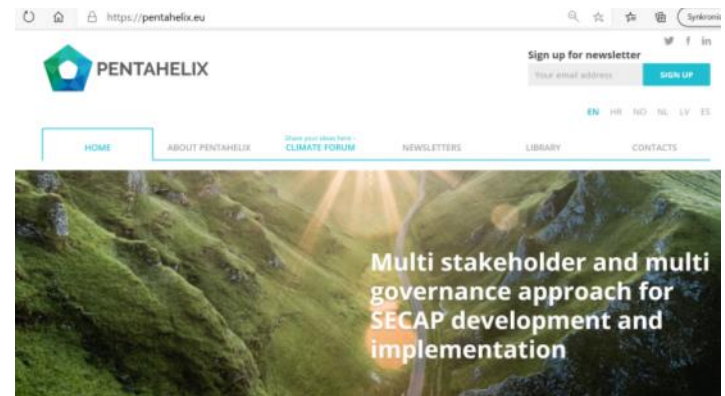 https://pentahelix.eu
Synkronis
PENTAHELIX
Sign up for newsletter
Your email address
SIGN UP
EN HR NO NL LV ES
Share your ideas here -
HOME ABOUT PENTAHELIX CLIMATE FORUM NEWSLETTERS LIBRARY CONTACTS
Multi stakeholder and multi
governance approach for
SECAP development and
implementation